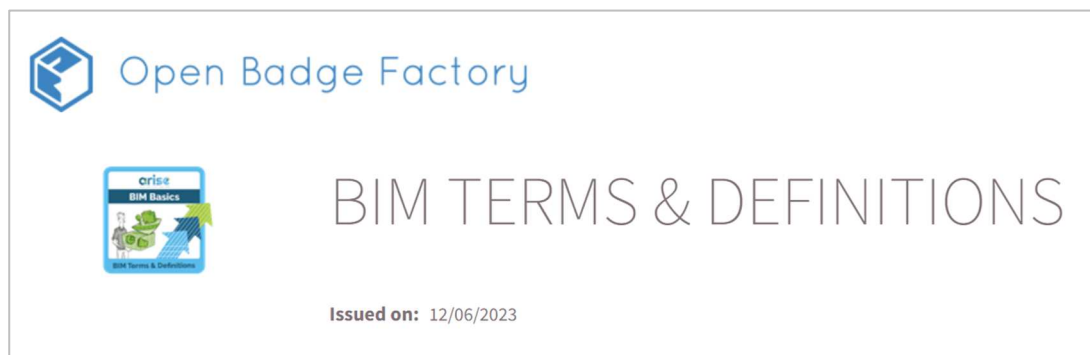 Open Badge Factory
arise
BIM Basics
BIM Terms & Definitions
BIM TERMS & DEFINITIONS
Issued on: 12/06/2023